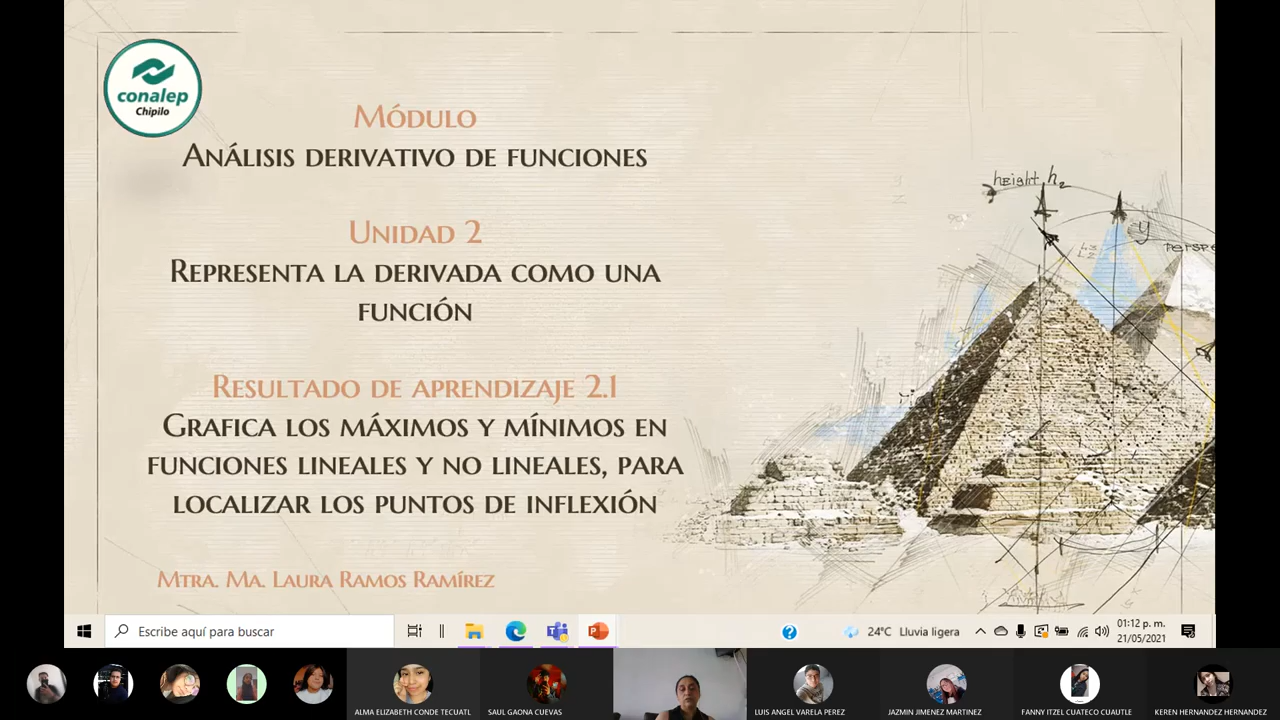 conalep
Chipilo
Módulo
Análisis derivativo de funciones
Unidad 2
Representa la derivada como una
función
Resultado de aprendizaje 2.1
Grafica los máximos y mínimos en
funciones lineales y no lineales, para
localizar los puntos de inflexión
Mtra. Ma. Laura Ramos Ramírez
height h2
y
perspe
Escribe aquí para buscar
24°C Lluvia ligera
01:12 p. m.
21/05/2021
ALMA ELIZABETH CONDE TECUATL
SAUL GAONA CUEVAS
LUIS ANGEL VARELA PEREZ
JAZMIN JIMENEZ MARTINEZ
FANNY ITZEL CUATECO CUAUTLE
KEREN HERNANDEZ HERNANDEZ